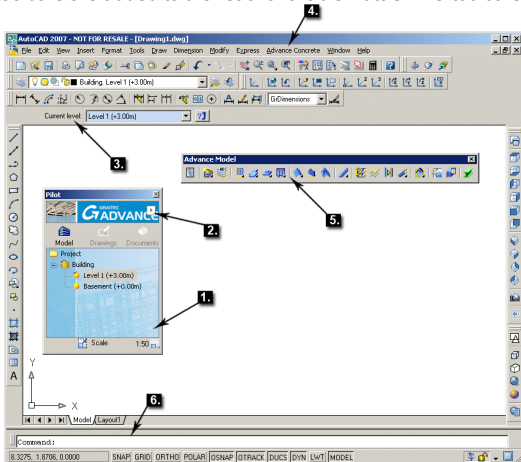 4.
AutoCAD 2007 - NOT FOR RESALE - [Drawing1.dwg]
File Edit View Insert Format Tools Draw Dimension Modify Express Advance Concrete Window Help
Building. Level 1 (+3.00m)
GrDimensions
Current level: Level 1 (+3.00m)
3.
Advance Model
5.
Pilot
GRAITEC
ADVANCE
2.
Model Drawings Documents
Project
Building
Level 1 (+3.00m)
Basement (+0.00m)
1.
Scale 1:50
Y
X
A
6.
Model Layout1
Command:
8.3275, 1.8706, 0.0000 SNAP GRID ORTHO POLAR OSNAP OTRACK DUCS DYN LWT MODEL